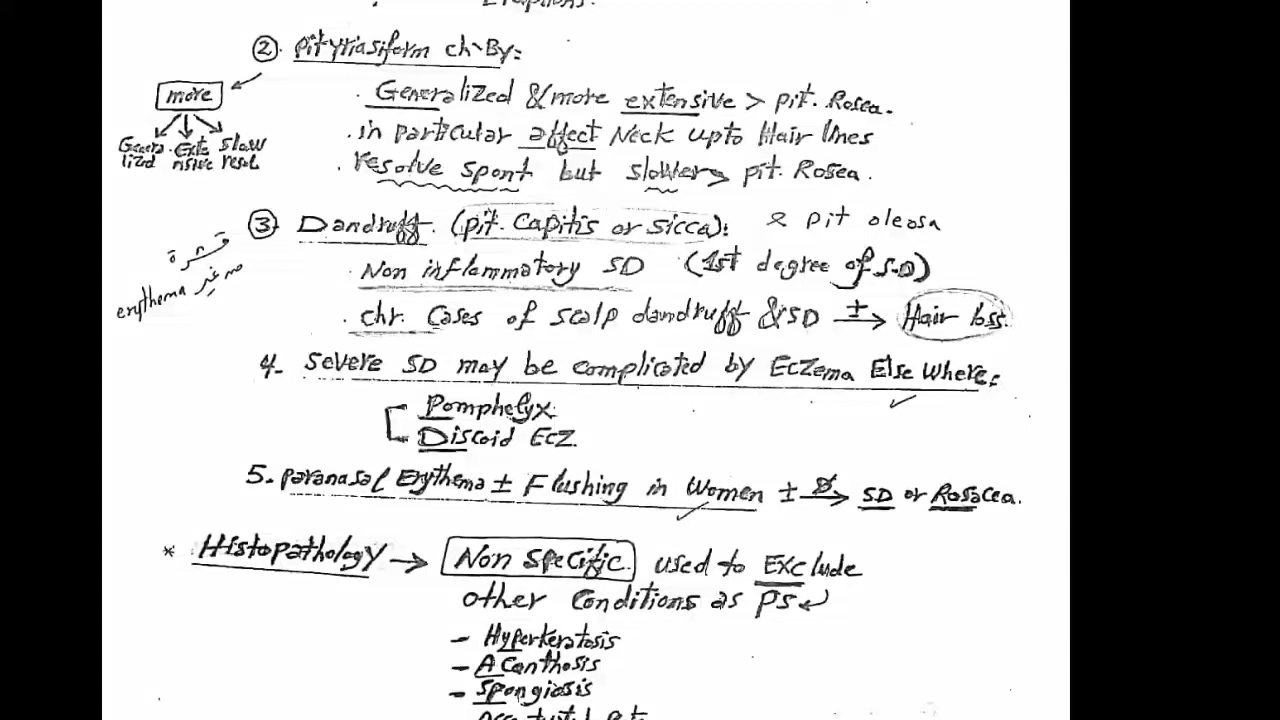 ② Pityriasiform ch by:
more
Genera lized
Exte nsive
Slow resol
. Generalized & more extensive > pit. Rosea.
. in particular affect Neck upto Hair lines
. resolve spont but slower > pit. Rosea.
③ Dandruff (pit. Capitis or sicca): & pit oleosa
قشرة
من غير erythema
. Non inflammatory SD (1st degree of S.D)
. chr. Cases of scalp dandruff & SD ±→ Hair loss.
4- Severe SD may be complicated by Eczema Else where:
Pompholyx
Discoid Ecz.
5- paranasal Erythema ± Flushing in Women ± → SD or Rosacea.
* Histopathology → Non Specific. used to Exclude
other Conditions as PS
- Hyperkeratosis
- Acanthosis
- Spongiosis